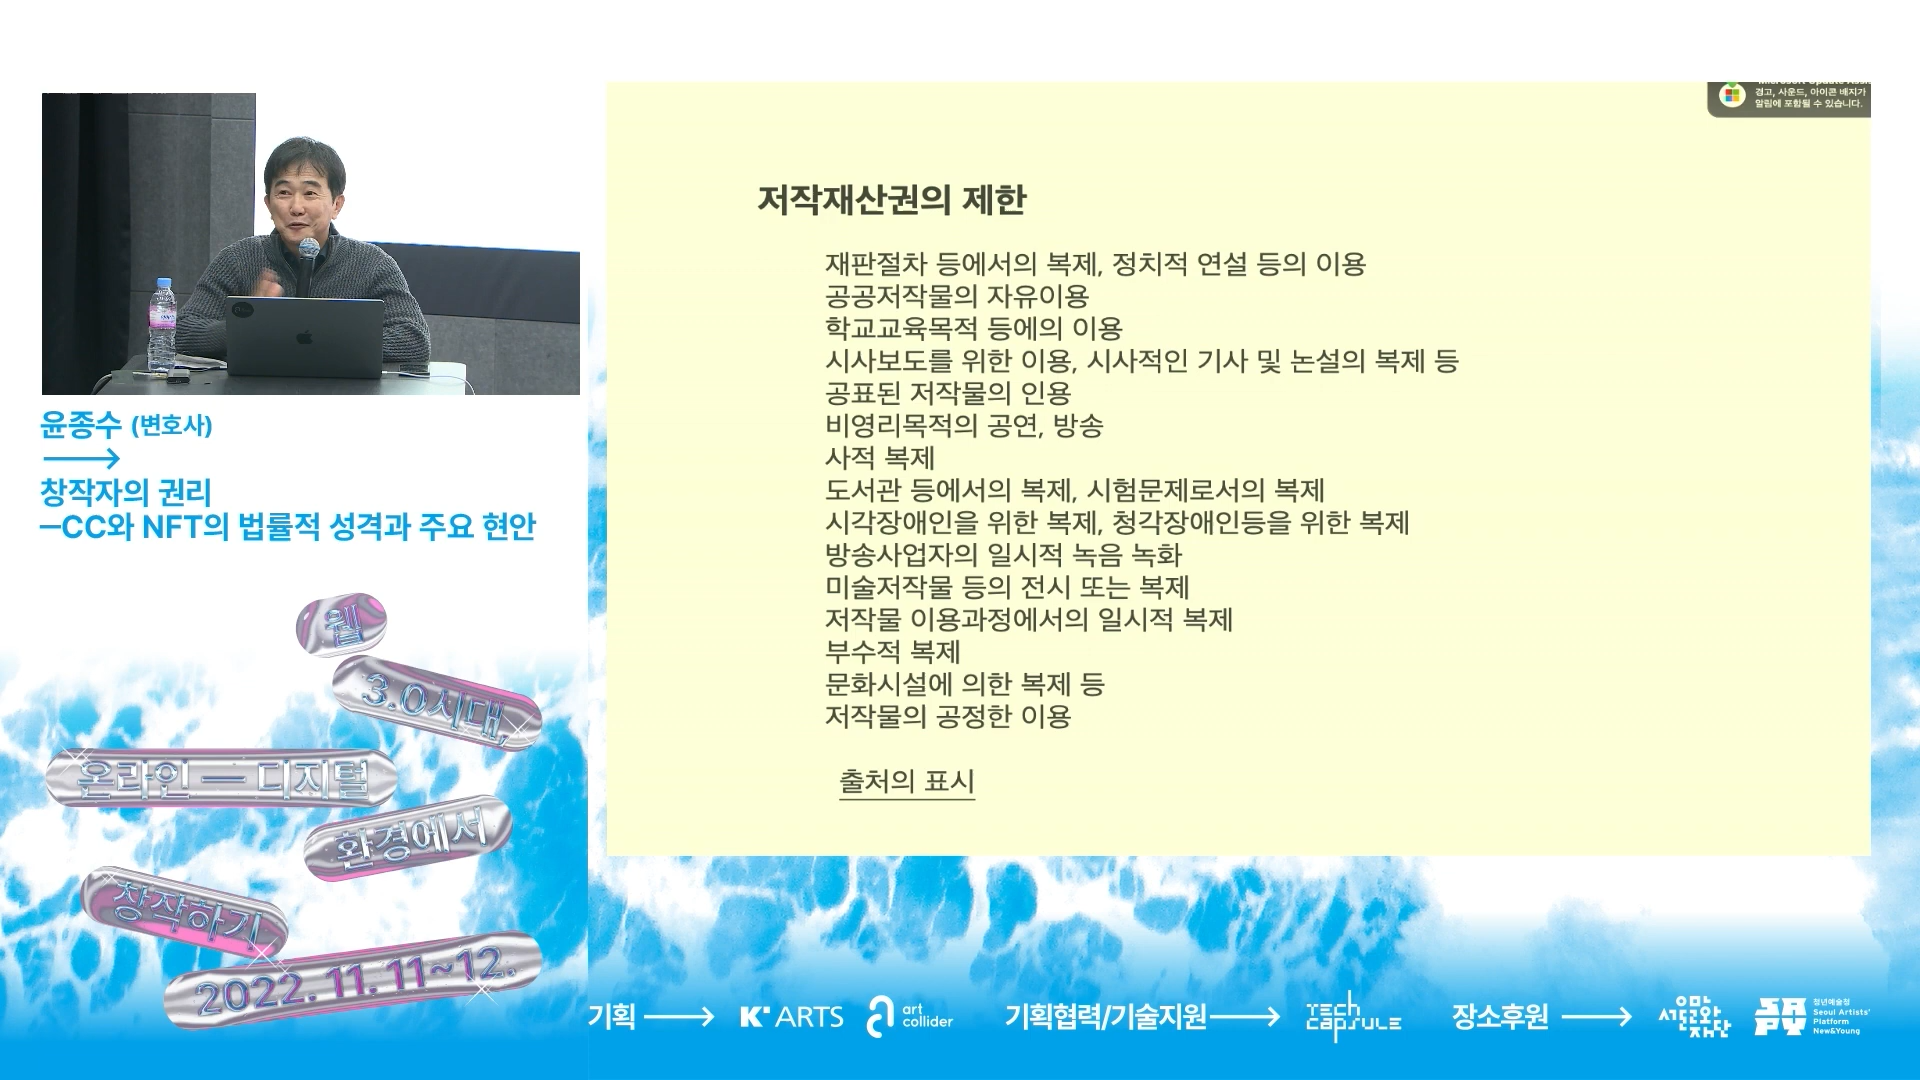 경고, 사운드, 아이콘 배지가
알림에 포함될 수 있습니다.
저작재산권의 제한
재판절차 등에서의 복제, 정치적 연설 등의 이용
공공저작물의 자유이용
학교교육목적 등에의 이용
시사보도를 위한 이용, 시사적인 기사 및 논설의 복제 등
공표된 저작물의 인용
비영리목적의 공연, 방송
사적 복제
도서관 등에서의 복제, 시험문제로서의 복제
시각장애인을 위한 복제, 청각장애인등을 위한 복제
방송사업자의 일시적 녹음 녹화
미술저작물 등의 전시 또는 복제
저작물 이용과정에서의 일시적 복제
부수적 복제
문화시설에 의한 복제 등
저작물의 공정한 이용
출처의 표시
윤종수 (변호사)
창작자의 권리
—CC와 NFT의 법률적 성격과 주요 현안
웹
3.0시대,
온라인 — 디지털
환경에서
창작하기
2022. 11. 11~12.
기획
K'ARTS
art
collider
기획협력/기술지원
TECH
CAPSULE
장소후원
서울문화
재단
SAPY
청년예술청
Seoul Artists'
Platform
New&Young